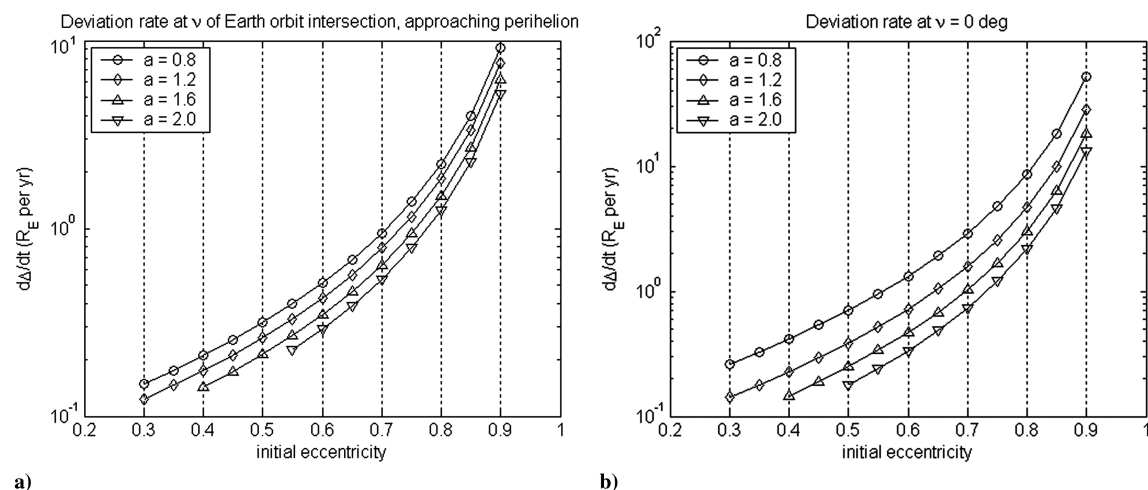 Deviation rate at ν of Earth orbit intersection, approaching perihelion
10^1
a = 0.8
a = 1.2
a = 1.6
a = 2.0
dΔ/dt (R_E per yr)
10^0
10^-1
0.2 0.3 0.4 0.5 0.6 0.7 0.8 0.9 1
initial eccentricity
a)
Deviation rate at ν = 0 deg
10^2
a = 0.8
a = 1.2
a = 1.6
a = 2.0
dΔ/dt (R_E per yr)
10^1
10^0
10^-1
0.2 0.3 0.4 0.5 0.6 0.7 0.8 0.9 1
initial eccentricity
b)